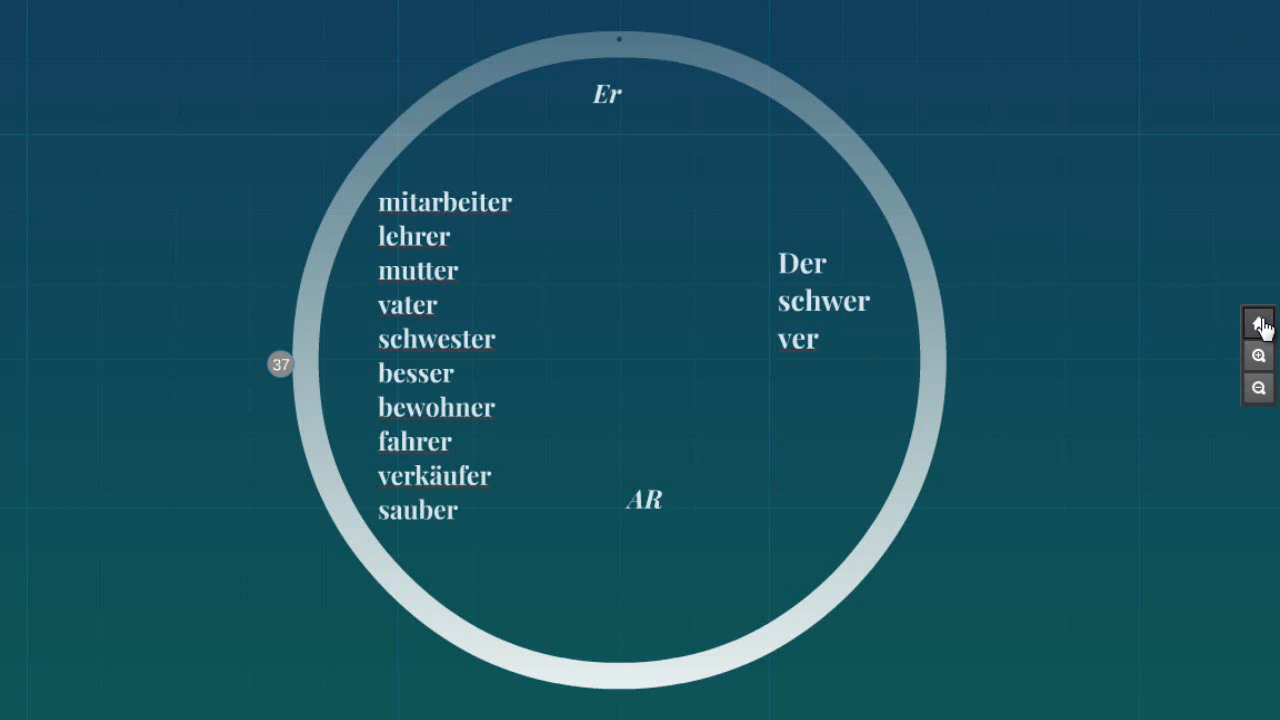 Er
mitarbeiter
lehrer
mutter
vater
schwester
besser
bewohner
fahrer
verkäufer
sauber
Der
schwer
ver
AR
37